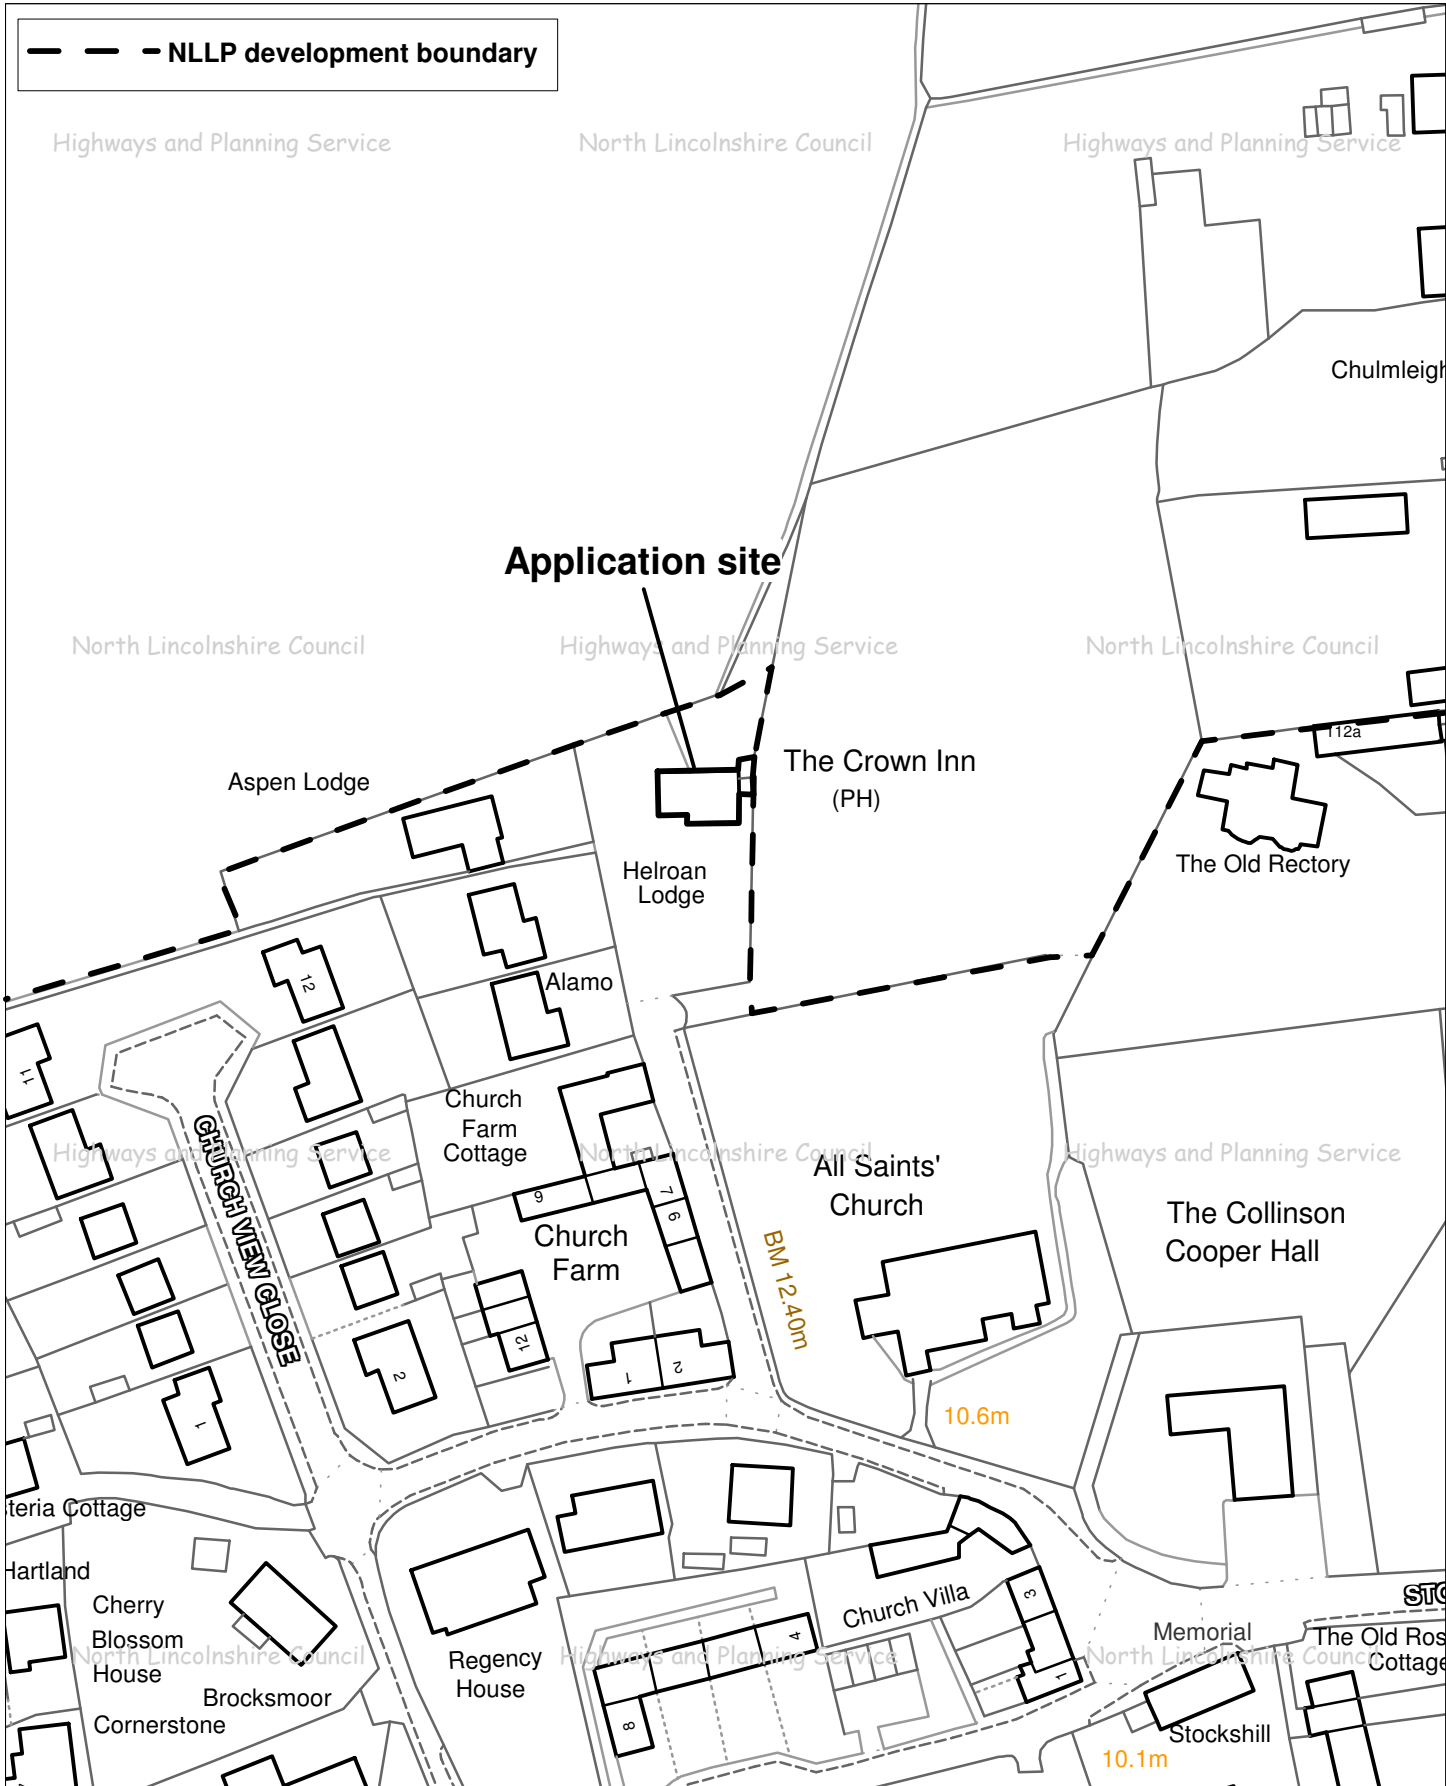 NLLP development boundary
Highways and Planning Service
North Lincolnshire Council
Highways and Planning Service
Chulmleigh
Application site
North Lincolnshire Council
Highways and Planning Service
North Lincolnshire Council
112a
The Crown Inn
(PH)
Aspen Lodge
The Old Rectory
Helroan
Lodge
12
Alamo
11
Church
Farm
Cottage
CHURCH VIEW CLOSE
Highways and Planning Service
North Lincolnshire Council
Highways and Planning Service
All Saints'
Church
9
7
6
The Collinson
Cooper Hall
Church
Farm
BM 12.40m
12
2
1
2
1
10.6m
steria Cottage
Hartland
Cherry
Blossom
House
Church Villa
3
STO
Memorial
4
The Old Ros
Cottage
North Lincolnshire Council
Highways and Planning Service
North Lincolnshire Council
Regency
House
1
Brocksmoor
Cornerstone
8
Stockshill
10.1m